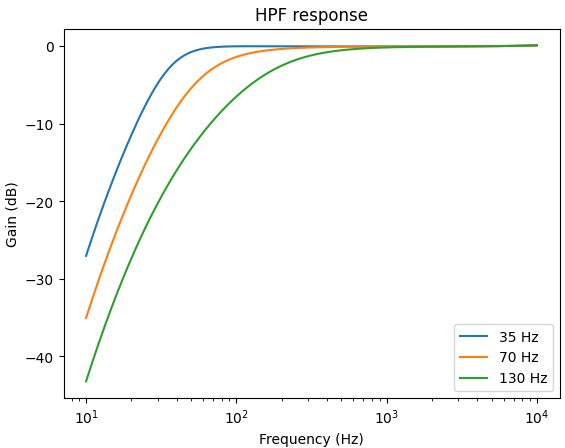 HPF response
Gain (dB)
0
−10
−20
−30
−40
10¹
10²
10³
10⁴
Frequency (Hz)
35 Hz
70 Hz
130 Hz